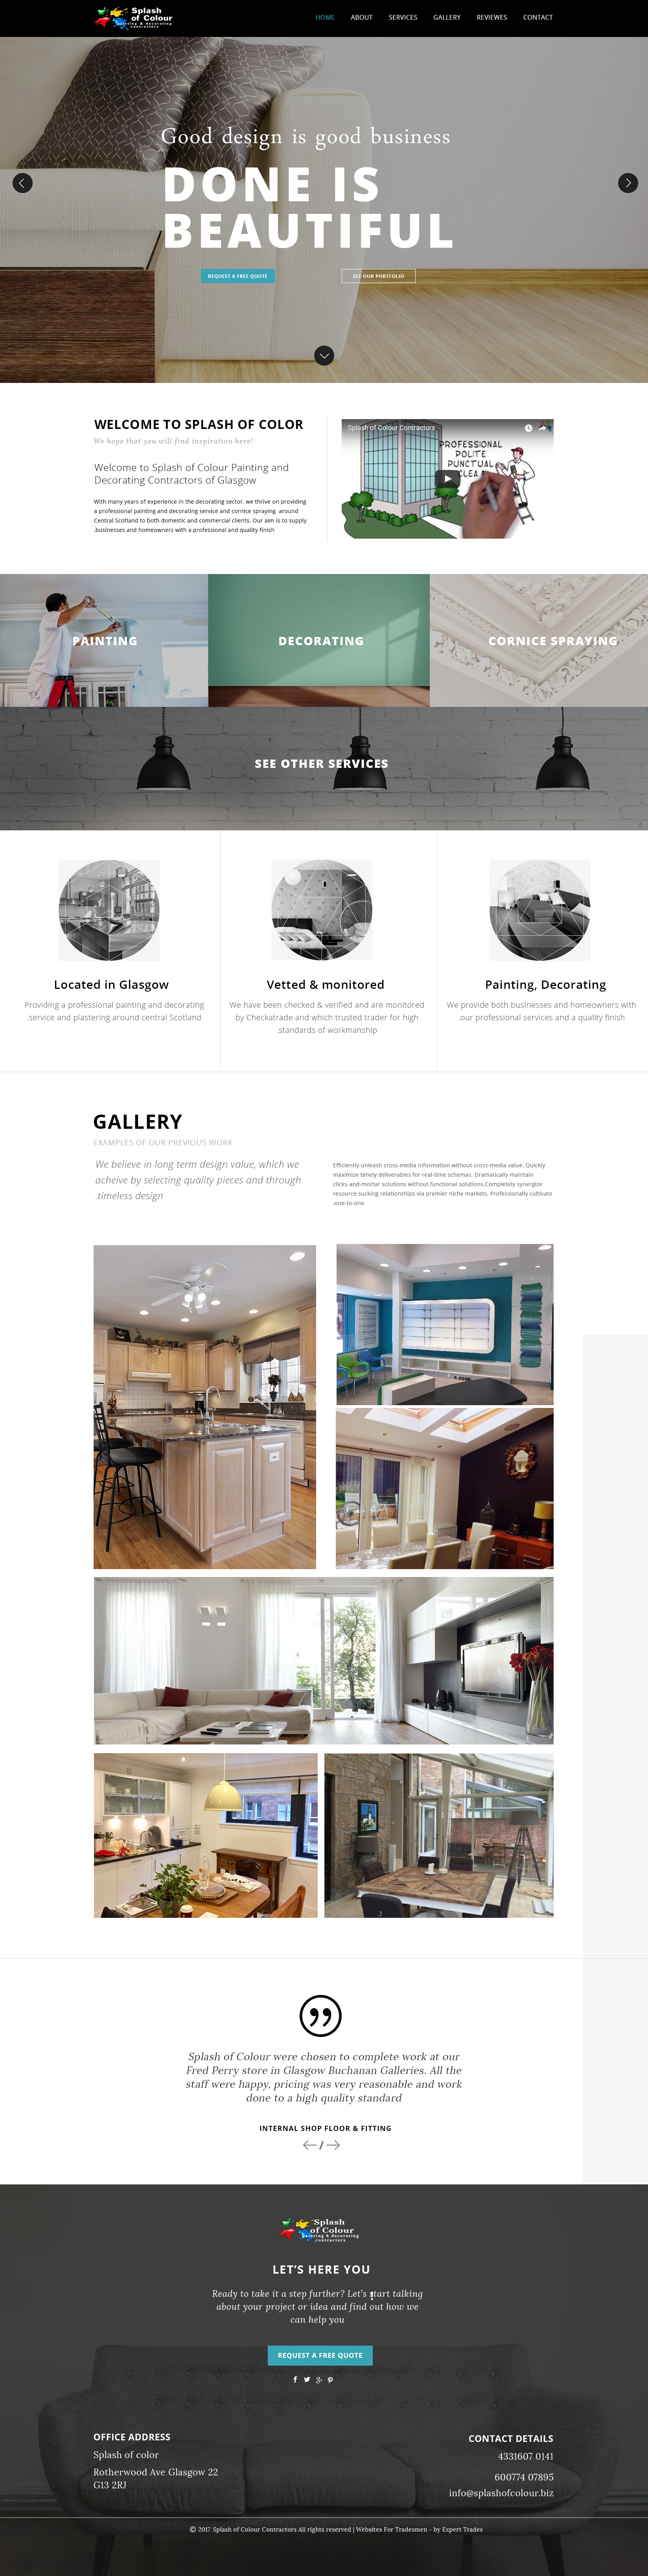 Splash
of Colour
painting & decorating
contractors
HOME ABOUT SERVICES GALLERY REVIEWES CONTACT
Good design is good business
DONE IS
BEAUTIFUL
REQUEST A FREE QUOTE
SEE OUR PORTFOLIO
WELCOME TO SPLASH OF COLOR
We hope that you will find inspiration here!
Welcome to Splash of Colour Painting and
Decorating Contractors of Glasgow
With many years of experience in the decorating sector, we thrive on providing
a professional painting and decorating service and cornice spraying around
Central Scotland to both domestic and commercial clients. Our aim is to supply
.businesses and homeowners with a professional and quality finish
Splash of Colour Contractors
PROFESSIONAL
POLITE
PUNCTUAL
CLEA
PAINTING
DECORATING
CORNICE SPRAYING
SEE OTHER SERVICES
Located in Glasgow
Providing a professional painting and decorating
.service and plastering around central Scotland
Vetted & monitored
We have been checked & verified and are monitored
by Checkatrade and which trusted trader for high
.standards of workmanship
Painting, Decorating
We provide both businesses and homeowners with
.our professional services and a quality finish
GALLERY
EXAMPLES OF OUR PREVIOUS WORK
We believe in long term design value, which we
acheive by selecting quality pieces and through
.timeless design
Efficiently unleash cross-media information without cross-media value. Quickly
maximize timely deliverables for real-time schemas. Dramatically maintain
clicks-and-mortar solutions without functional solutions.Completely synergize
resource sucking relationships via premier niche markets. Professionally cultivate
.one-to-one
Splash of Colour were chosen to complete work at our
Fred Perry store in Glasgow Buchanan Galleries. All the
staff were happy, pricing was very reasonable and work
done to a high quality standard
INTERNAL SHOP FLOOR & FITTING
/
Splash
of Colour
painting & decorating
contractors
LET'S HERE YOU
Ready to take it a step further? Let's start talking
about your project or idea and find out how we
can help you
REQUEST A FREE QUOTE
OFFICE ADDRESS
Splash of color
Rotherwood Ave Glasgow 22
G13 2RJ
CONTACT DETAILS
4331607 0141
600774 07895
info@splashofcolour.biz
© 2017 Splash of Colour Contractors All rights reserved | Websites For Tradesmen - by Expert Trades